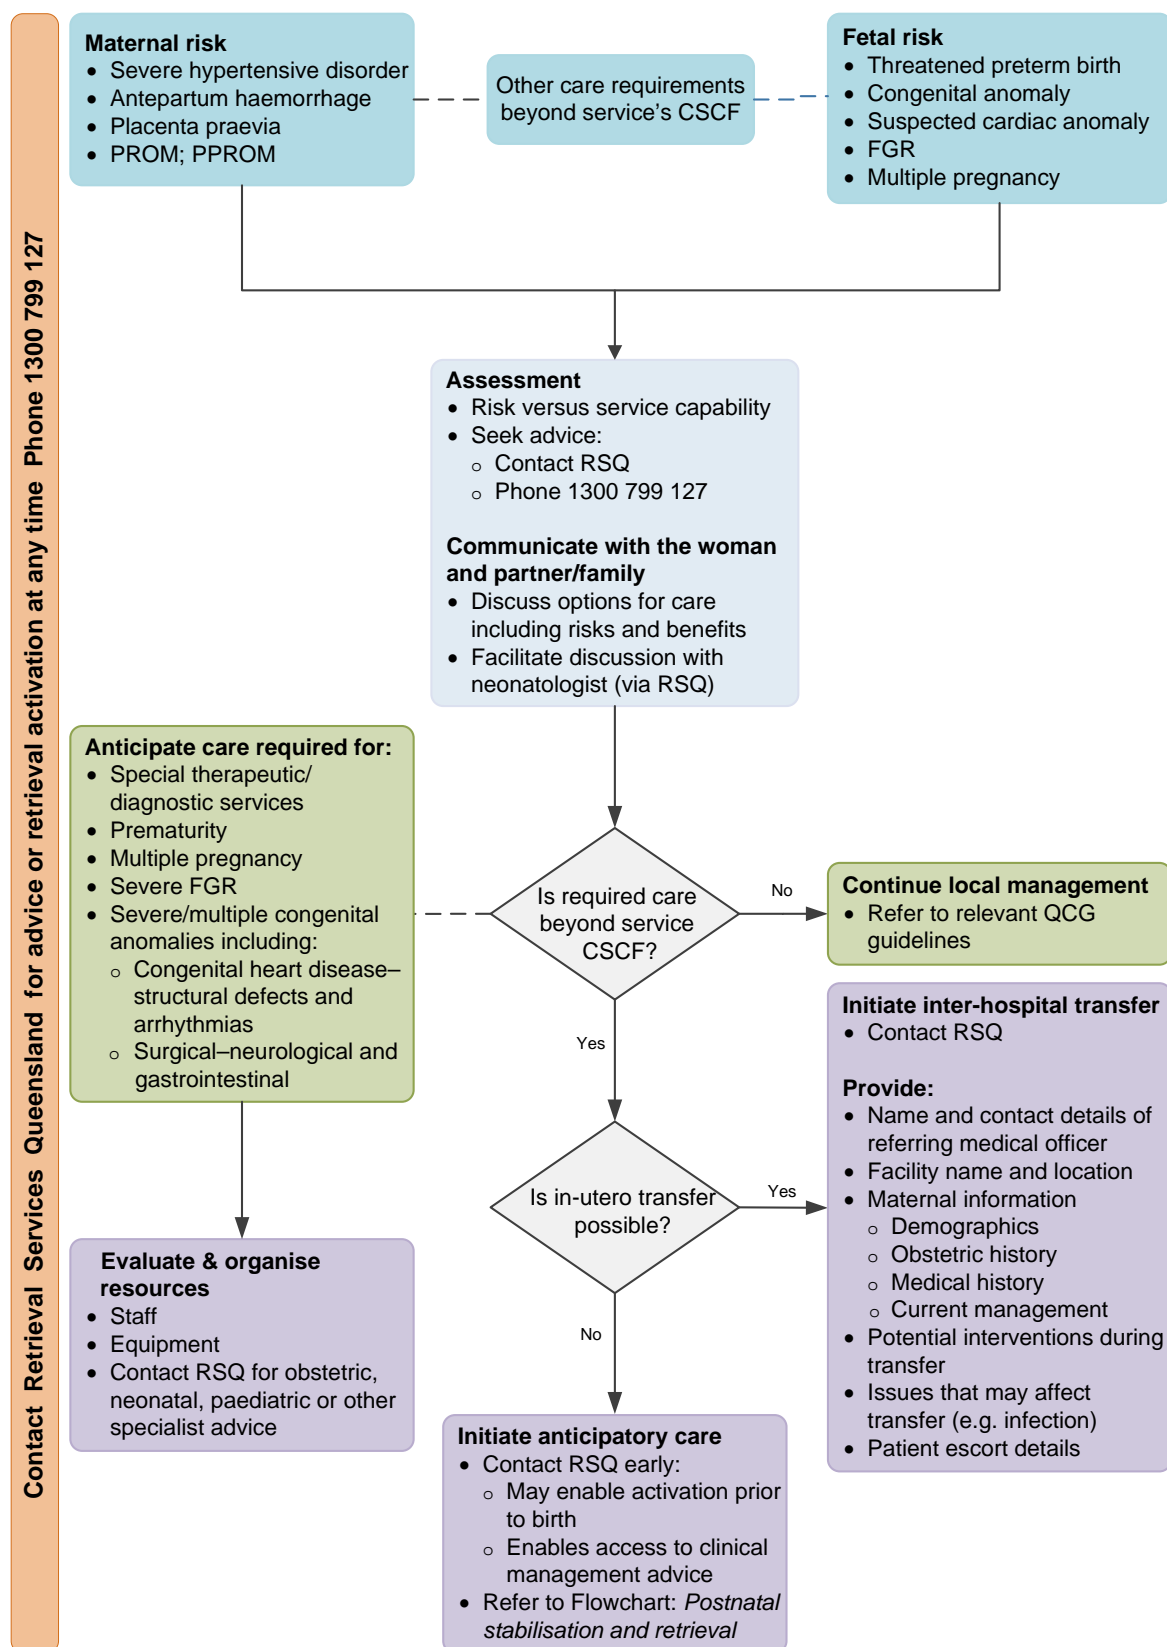 Contact Retrieval Services Queensland for advice or retrieval activation at any time Phone 1300 799 127
Maternal risk
• Severe hypertensive disorder
• Antepartum haemorrhage
• Placenta praevia
• PROM; PPROM
Other care requirements
beyond service's CSCF
Fetal risk
• Threatened preterm birth
• Congenital anomaly
• Suspected cardiac anomaly
• FGR
• Multiple pregnancy
Assessment
• Risk versus service capability
• Seek advice:
o Contact RSQ
o Phone 1300 799 127
Communicate with the woman
and partner/family
• Discuss options for care
including risks and benefits
• Facilitate discussion with
neonatologist (via RSQ)
Anticipate care required for:
• Special therapeutic/
diagnostic services
• Prematurity
• Multiple pregnancy
• Severe FGR
• Severe/multiple congenital
anomalies including:
o Congenital heart disease–
structural defects and
arrhythmias
o Surgical–neurological and
gastrointestinal
Is required care
beyond service
CSCF?
No
Continue local management
• Refer to relevant QCG
guidelines
Yes
Is in-utero transfer
possible?
Yes
Initiate inter-hospital transfer
• Contact RSQ
Provide:
• Name and contact details of
referring medical officer
• Facility name and location
• Maternal information
o Demographics
o Obstetric history
o Medical history
o Current management
• Potential interventions during
transfer
• Issues that may affect
transfer (e.g. infection)
• Patient escort details
Evaluate & organise
resources
• Staff
• Equipment
• Contact RSQ for obstetric,
neonatal, paediatric or other
specialist advice
No
Initiate anticipatory care
• Contact RSQ early:
o May enable activation prior
to birth
o Enables access to clinical
management advice
• Refer to Flowchart: Postnatal
stabilisation and retrieval